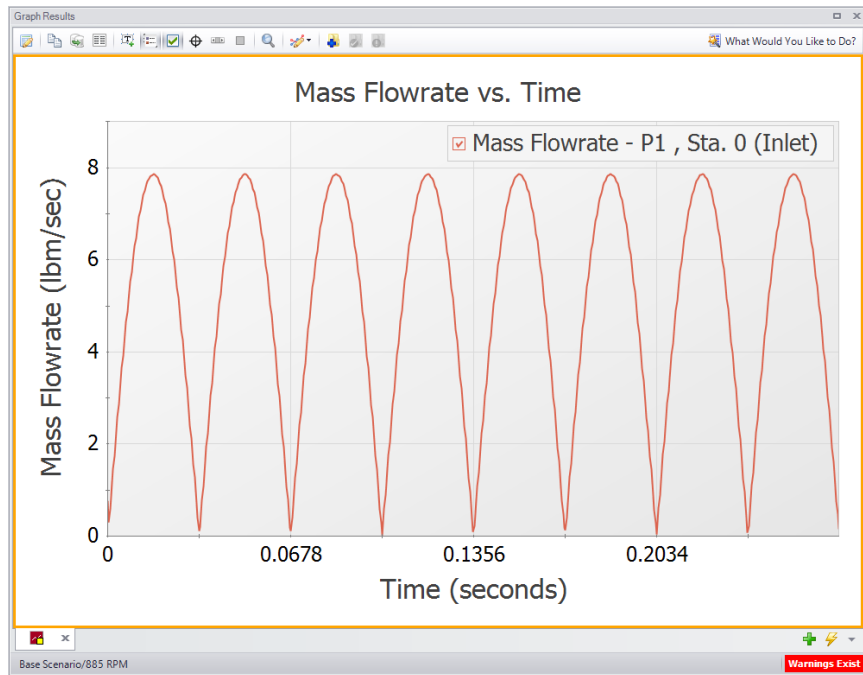 Graph Results
What Would You Like to Do?
Mass Flowrate vs. Time
Mass Flowrate - P1 , Sta. 0 (Inlet)
Mass Flowrate (lbm/sec)
8
6
4
2
0
0 0.0678 0.1356 0.2034
Time (seconds)
Base Scenario/885 RPM
Warnings Exist